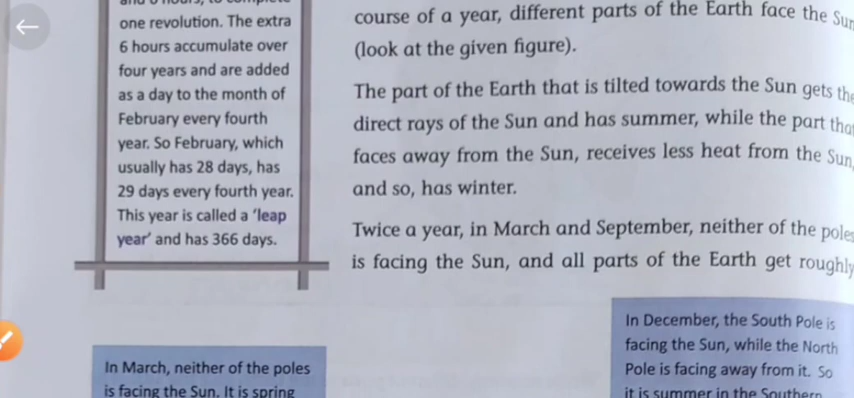 one revolution. The extra
6 hours accumulate over
four years and are added
as a day to the month of
February every fourth
year. So February, which
usually has 28 days, has
29 days every fourth year.
This year is called a 'leap
year' and has 366 days.
course of a year, different parts of the Earth face the Sun
(look at the given figure).
The part of the Earth that is tilted towards the Sun gets the
direct rays of the Sun and has summer, while the part that
faces away from the Sun, receives less heat from the Sun,
and so, has winter.
Twice a year, in March and September, neither of the poles
is facing the Sun, and all parts of the Earth get roughly
In March, neither of the poles
is facing the Sun. It is spring
In December, the South Pole is
facing the Sun, while the North
Pole is facing away from it. So
it is summer in the Southern